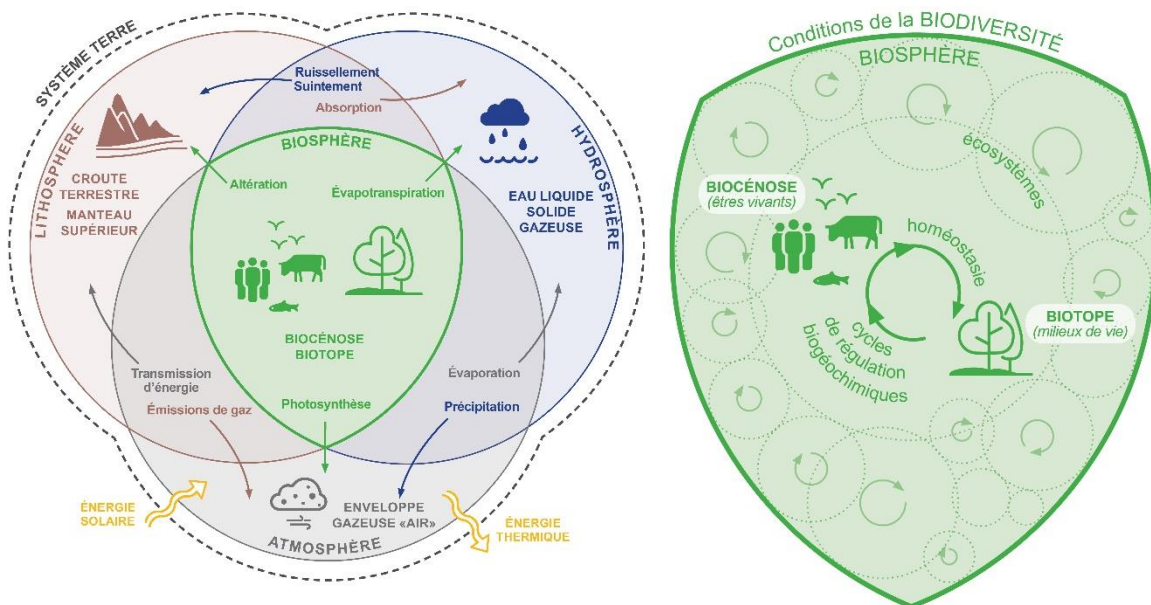 SYSTÈME TERRE
LITHOSPHERE
CROUTE
TERRESTRE
MANTEAU
SUPÉRIEUR
Ruissellement
Suintement
Absorption
HYDROSPHÈRE
EAU LIQUIDE
SOLIDE
GAZEUSE
BIOSPHÈRE
Altération
Évapotranspiration
BIOCÉNOSE
BIOTOPE
Transmission
d'énergie
Émissions de gaz
Photosynthèse
Évaporation
Précipitation
ÉNERGIE
SOLAIRE
ENVELOPPE
GAZEUSE «AIR»
ATMOSPHÈRE
ÉNERGIE
THERMIQUE
Conditions de la BIODIVERSITÉ
BIOSPHÈRE
écosystèmes
BIOCÉNOSE
(êtres vivants)
homéostasie
BIOTOPE
(milieux de vie)
cycles
de régulation
biogéochimiques